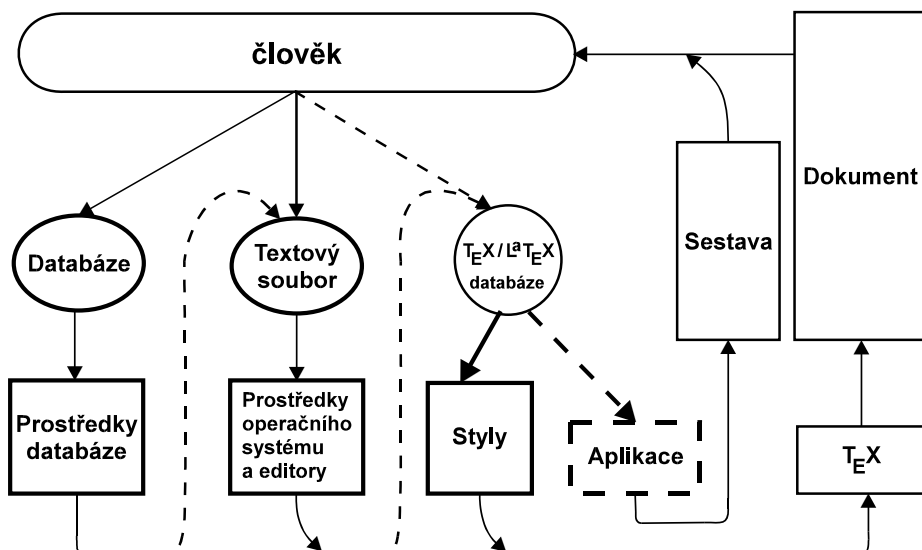 člověk
Dokument
Sestava
Databáze
Textový
soubor
TEX/LaTEX
databáze
Prostředky
databáze
Prostředky
operačního
systému
a editory
Styly
Aplikace
TEX